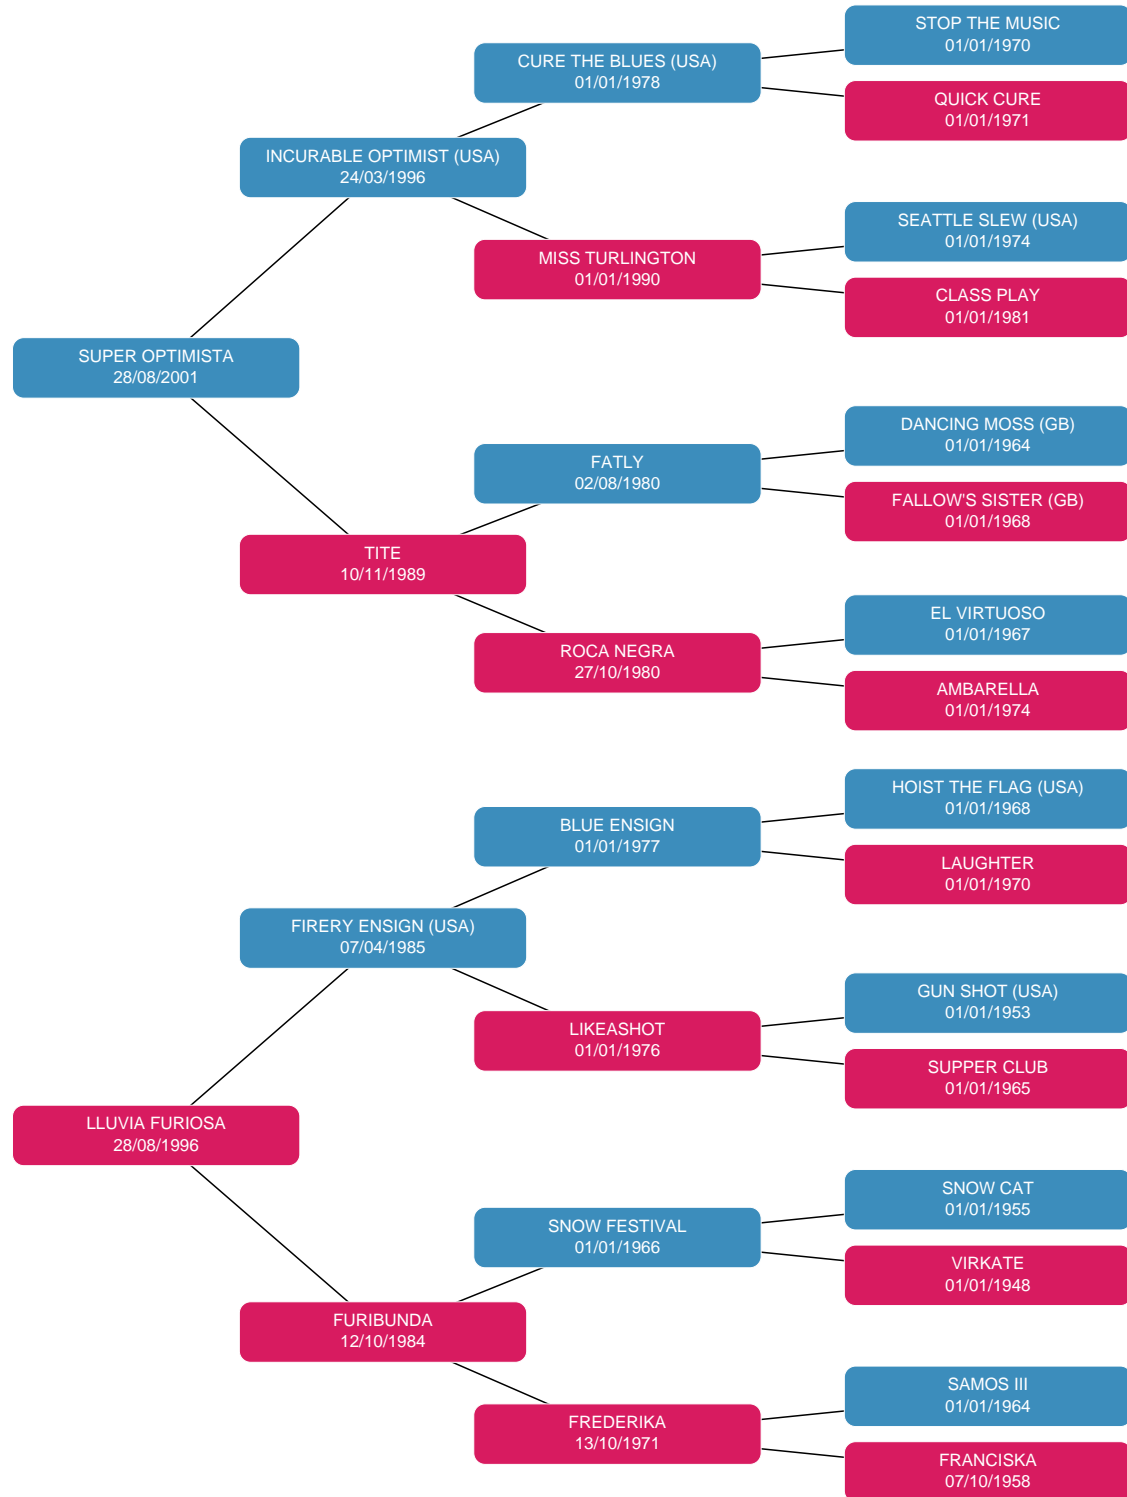 STOP THE MUSIC
01/01/1970
CURE THE BLUES (USA)
01/01/1978
QUICK CURE
01/01/1971
INCURABLE OPTIMIST (USA)
24/03/1996
SEATTLE SLEW (USA)
01/01/1974
MISS TURLINGTON
01/01/1990
CLASS PLAY
01/01/1981
SUPER OPTIMISTA
28/08/2001
DANCING MOSS (GB)
01/01/1964
FATLY
02/08/1980
FALLOW'S SISTER (GB)
01/01/1968
TITE
10/11/1989
EL VIRTUOSO
01/01/1967
ROCA NEGRA
27/10/1980
AMBARELLA
01/01/1974
HOIST THE FLAG (USA)
01/01/1968
BLUE ENSIGN
01/01/1977
LAUGHTER
01/01/1970
FIRERY ENSIGN (USA)
07/04/1985
GUN SHOT (USA)
01/01/1953
LIKEASHOT
01/01/1976
SUPPER CLUB
01/01/1965
LLUVIA FURIOSA
28/08/1996
SNOW CAT
01/01/1955
SNOW FESTIVAL
01/01/1966
VIRKATE
01/01/1948
FURIBUNDA
12/10/1984
SAMOS III
01/01/1964
FREDERIKA
13/10/1971
FRANCISKA
07/10/1958